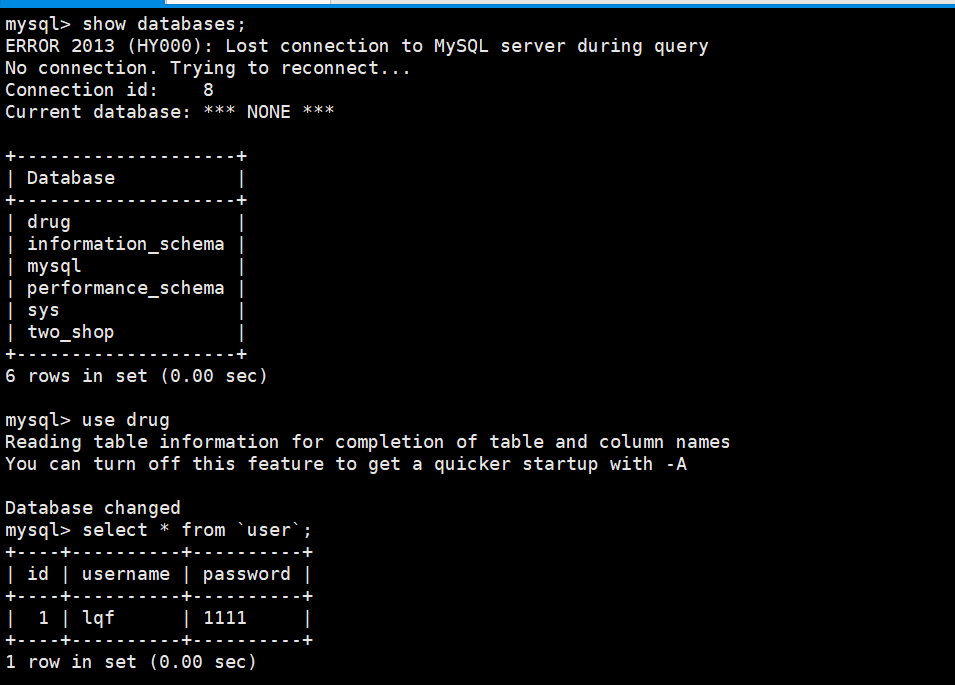 mysql> show databases;
ERROR 2013 (HY000): Lost connection to MySQL server during query
No connection. Trying to reconnect...
Connection id:    8
Current database: *** NONE ***

+--------------------+
| Database           |
+--------------------+
| drug               |
| information_schema |
| mysql              |
| performance_schema |
| sys                |
| two_shop           |
+--------------------+
6 rows in set (0.00 sec)

mysql> use drug
Reading table information for completion of table and column names
You can turn off this feature to get a quicker startup with -A

Database changed
mysql> select * from `user`;
+----+----------+----------+
| id | username | password |
+----+----------+----------+
|  1 | lqf      | 1111     |
+----+----------+----------+
1 row in set (0.00 sec)